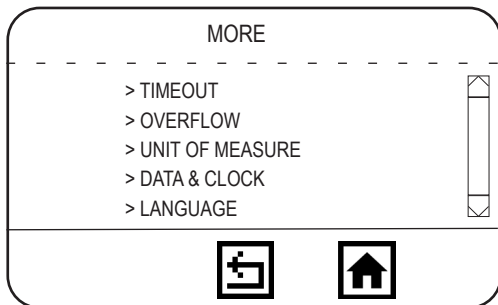 MORE
> TIMEOUT
> OVERFLOW
> UNIT OF MEASURE
> DATA & CLOCK
> LANGUAGE